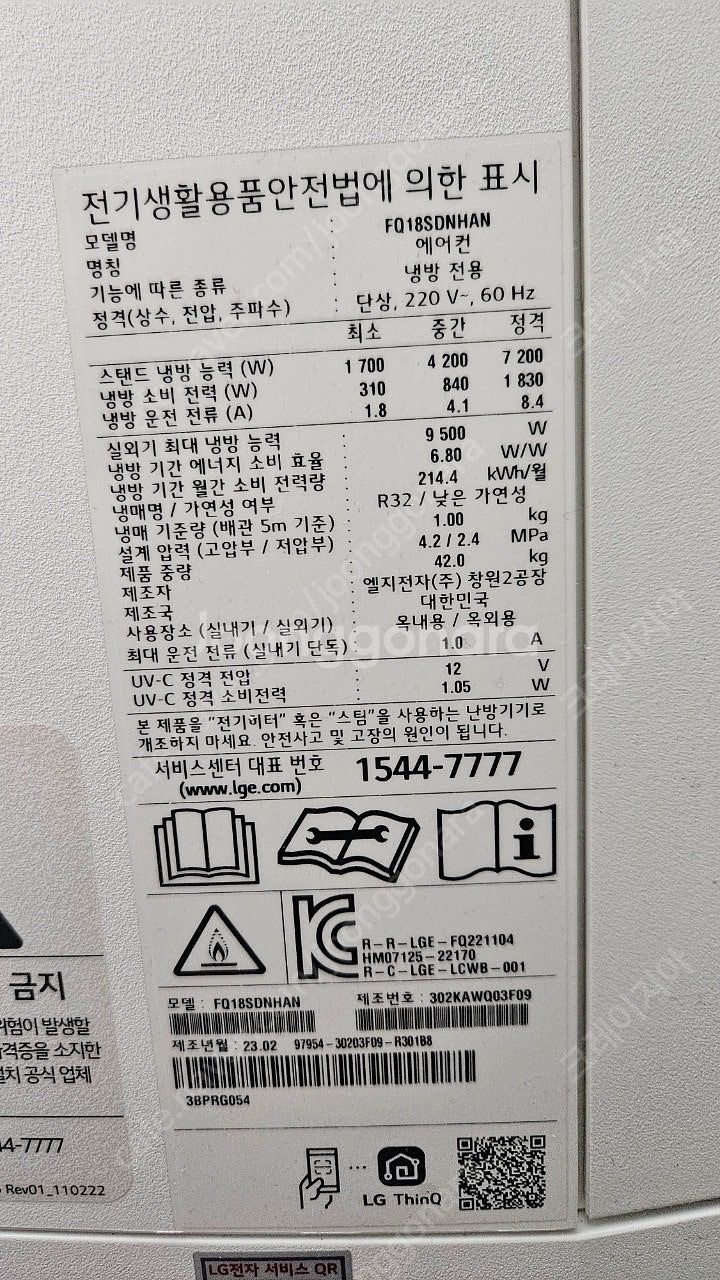 전기생활용품안전법에 의한 표시
모델명 : FQ18SDNHAN
명칭 : 에어컨
기능에 따른 종류 : 냉방 전용
정격(상수, 전압, 주파수) : 단상, 220 V~, 60 Hz
최소 중간 정격
스탠드 냉방 능력 (W) 1 700 4 200 7 200
냉방 소비 전력 (W) 310 840 1 830
냉방 운전 전류 (A) 1.8 4.1 8.4
실외기 최대 냉방 능력 : 9 500 W
냉방 기간 에너지 소비 효율 : 6.80 W/W
냉방 기간 월간 소비 전력량 : 214.4 kWh/월
냉매명 / 가연성 여부 : R32 / 낮은 가연성
냉매 기준량 (배관 5m 기준) : 1.00 kg
설계 압력 (고압부 / 저압부) : 4.2 / 2.4 MPa
제품 중량 : 42.0 kg
제조자 : 엘지전자(주) 창원2공장
제조국 : 대한민국
사용장소 (실내기 / 실외기) : 옥내용 / 옥외용
최대 운전 전류 (실내기 단독) : 1.0 A
UV-C 정격 전압 : 12 V
UV-C 정격 소비전력 : 1.05 W
본 제품을 "전기히터" 혹은 "스팀"을 사용하는 난방기기로
개조하지 마세요. 안전사고 및 고장의 원인이 됩니다.
서비스센터 대표 번호 1544-7777
(www.lge.com)
R-R-LGE-FQ221104
HM07125-22170
R-C-LGE-LCWB-001
모델 : FQ18SDNHAN 제조번호 : 302KAWQ03F09
제조년월 : 23.02 97954-30203F09-R301B8
3BPRG054
LG ThinQ
금지
위험이 발생할
자격증을 소지한
설치 공식 업체
44-7777
Rev01_110222
LG전자 서비스 QR
joonggonara